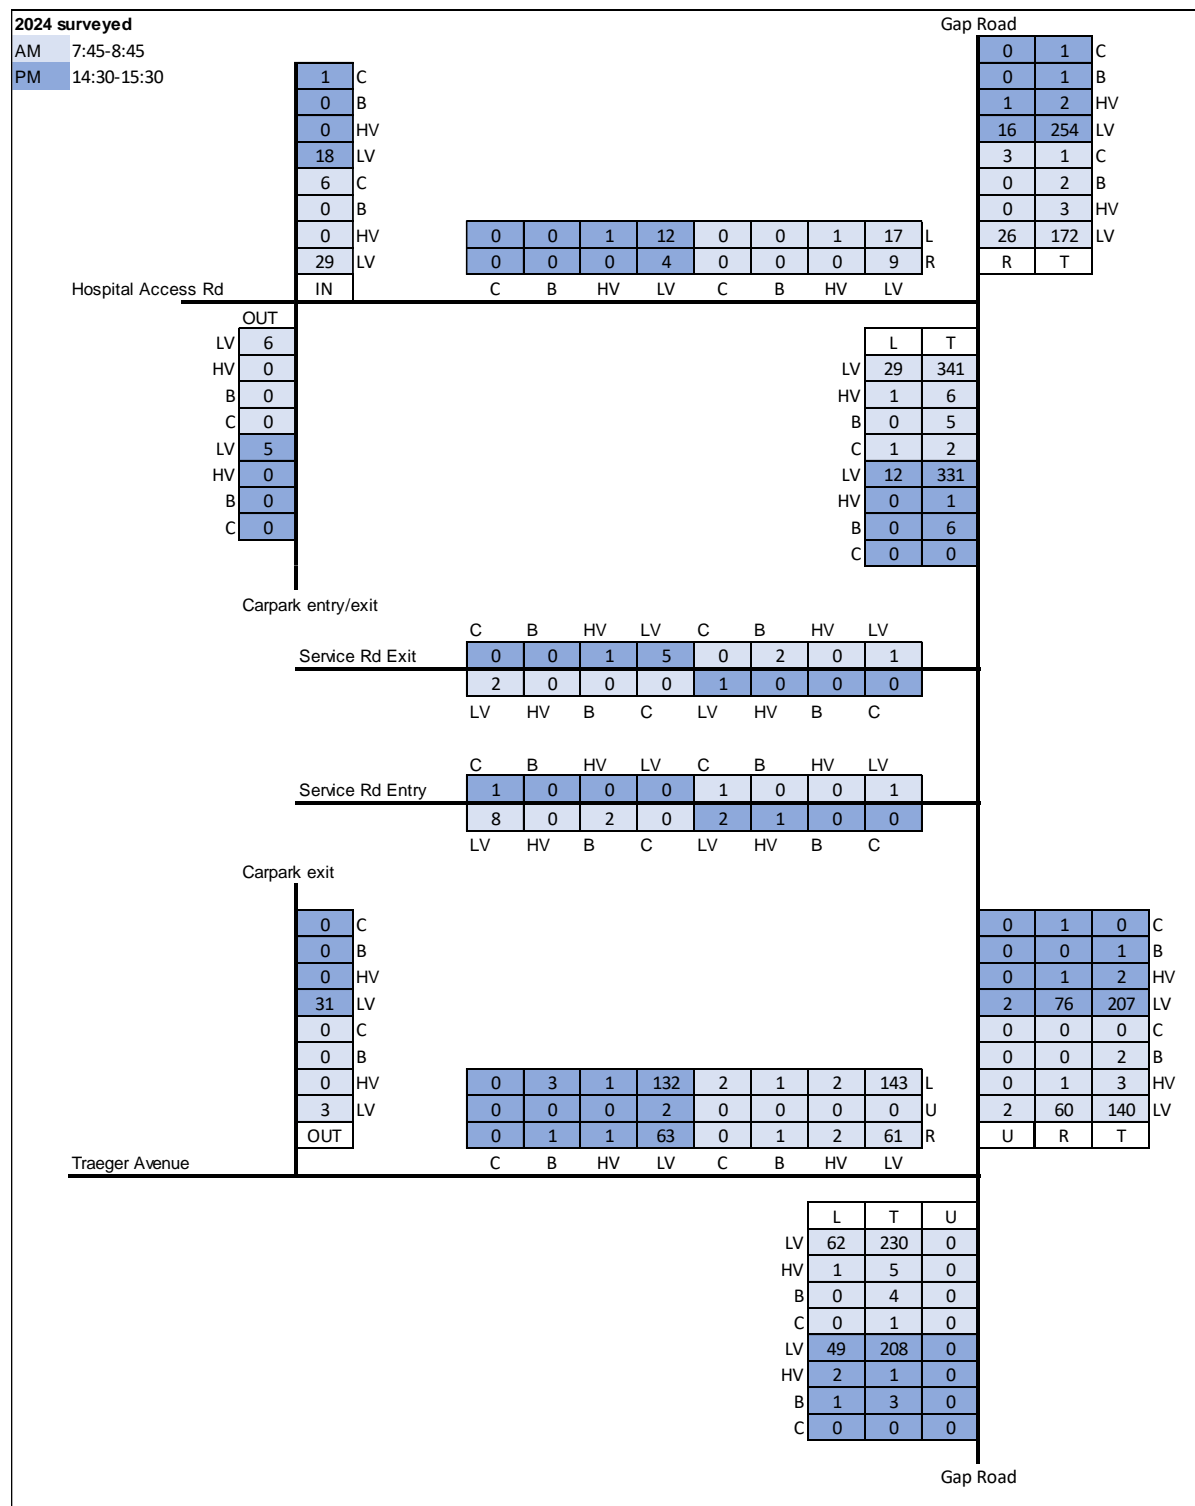 2024 surveyed Gap Road
AM 7:45-8:45 0 1 C
PM 14:30-15:30 1 C 0 1 B
0 B 1 2 HV
0 HV 16 254 LV
18 LV 3 1 C
6 C 0 2 B
0 B 0 3 HV
0 HV 0 0 1 12 0 0 1 17 L 26 172 LV
29 LV 0 0 0 4 0 0 0 9 R R T
Hospital Access Rd IN C B HV LV C B HV LV
OUT
LV 6 L T
HV 0 LV 29 341
B 0 HV 1 6
C 0 B 0 5
LV 5 C 1 2
HV 0 LV 12 331
B 0 HV 0 1
C 0 B 0 6
C 0 0
Carpark entry/exit
C B HV LV C B HV LV
Service Rd Exit 0 0 1 5 0 2 0 1
2 0 0 0 1 0 0 0
LV HV B C LV HV B C
C B HV LV C B HV LV
Service Rd Entry 1 0 0 0 1 0 0 1
8 0 2 0 2 1 0 0
LV HV B C LV HV B C
Carpark exit
0 C 0 1 0 C
0 B 0 0 1 B
0 HV 0 1 2 HV
31 LV 2 76 207 LV
0 C 0 0 0 C
0 B 0 0 2 B
0 HV 0 3 1 132 2 1 2 143 L 0 1 3 HV
3 LV 0 0 0 2 0 0 0 0 U 2 60 140 LV
OUT 0 1 1 63 0 1 2 61 R U R T
Traeger Avenue C B HV LV C B HV LV
L T U
LV 62 230 0
HV 1 5 0
B 0 4 0
C 0 1 0
LV 49 208 0
HV 2 1 0
B 1 3 0
C 0 0 0
Gap Road